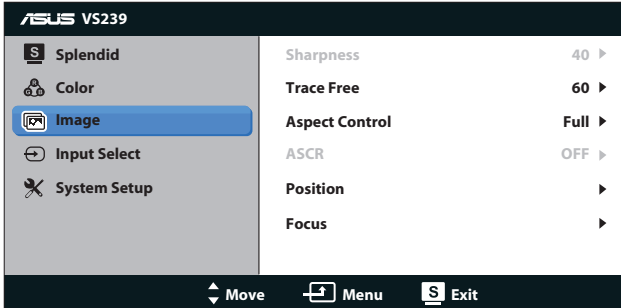 ASUS VS239
S Splendid
Color
Image
Input Select
System Setup
Sharpness 40
Trace Free 60
Aspect Control Full
ASCR OFF
Position
Focus
Move Menu S Exit